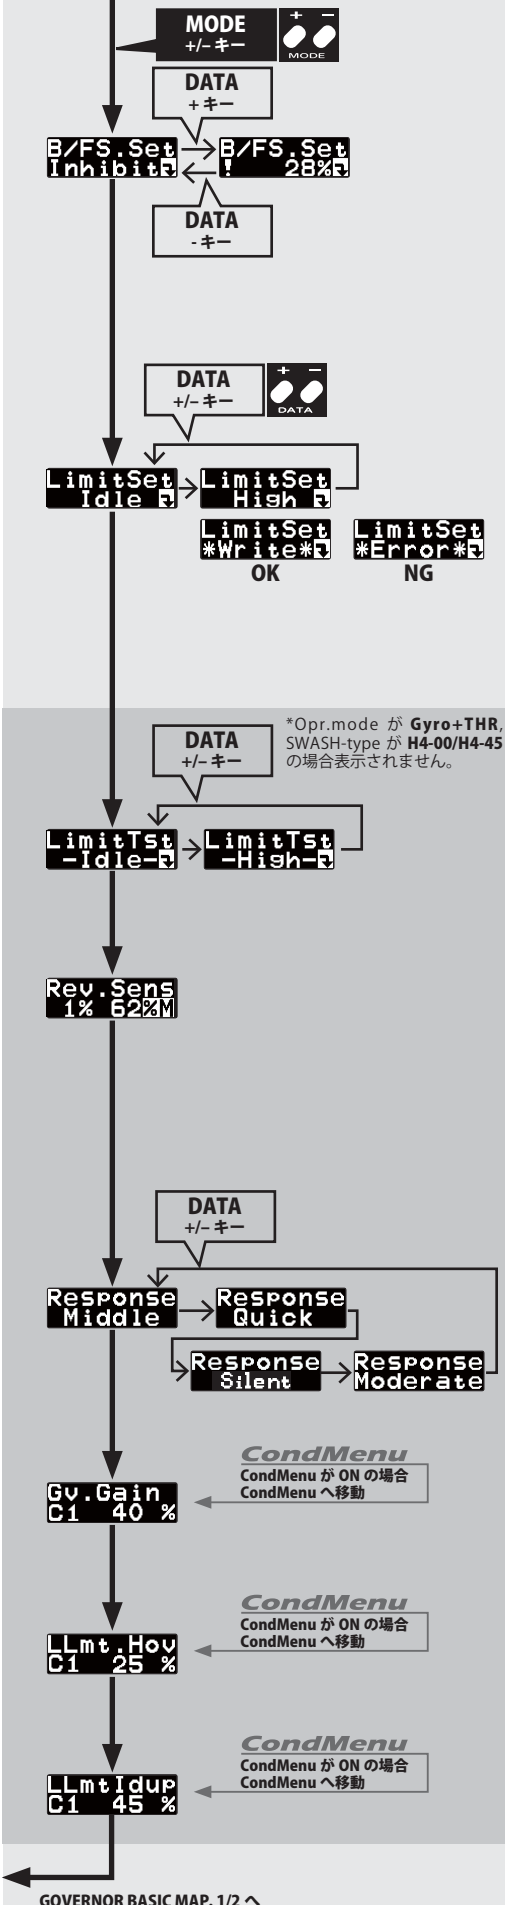 MODE
+/– キー
+ –
MODE
DATA
+ キー
B/FS.Set
Inhibit
B/FS.Set
! 28%
DATA
- キー
DATA
+/– キー
+ –
DATA
LimitSet
Idle
LimitSet
High
LimitSet
*Write*
OK
LimitSet
*Error*
NG
*Opr.mode が Gyro+THR,
SWASH-type が H4-00/H4-45
の場合表示されません。
DATA
+/– キー
LimitTst
–Idle–
LimitTst
–High–
Rev.Sens
1% 62%M
DATA
+/– キー
Response
Middle
Response
Quick
Response
Silent
Response
Moderate
CondMenu
CondMenu が ON の場合
CondMenu へ移動
Gv.Gain
C1 40 %
CondMenu
CondMenu が ON の場合
CondMenu へ移動
LLmt.Hov
C1 25 %
CondMenu
CondMenu が ON の場合
CondMenu へ移動
LLmtIdup
C1 45 %
GOVERNOR BASIC MAP. 1/2 へ